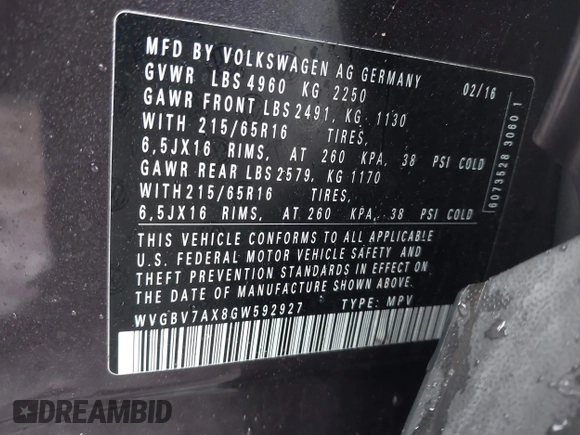 MFD BY VOLKSWAGEN AG GERMANY 02/16
GVWR LBS 4960 KG 2250
GAWR FRONT LBS 2491, KG 1130
WITH 215/65R16 TIRES,
6,5JX16 RIMS, AT 260 KPA, 38 PSI COLD
GAWR REAR LBS 2579, KG 1170
WITH 215/65R16 TIRES,
6,5JX16 RIMS, AT 260 KPA, 38 PSI COLD
6073528 3060 1
THIS VEHICLE CONFORMS TO ALL APPLICABLE
U.S. FEDERAL MOTOR VEHICLE SAFETY AND
THEFT PREVENTION STANDARDS IN EFFECT ON
THE DATE OF MANUFACTURE SHOWN ABOVE.
WVGBV7AX8GW592927 TYPE: MPV
DREAMBID